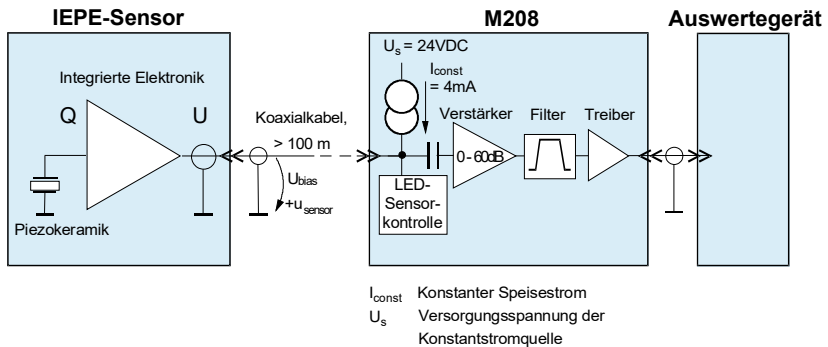 IEPE-Sensor
M208
Auswertegerät
Integrierte Elektronik
Q
U
Piezokeramik
Koaxialkabel,
> 100 m
Ubias
+usensor
Us = 24VDC
Iconst
= 4mA
Verstärker
0 - 60dB
Filter
Treiber
LED-
Sensor-
kontrolle
Iconst Konstanter Speisestrom
Us Versorgungsspannung der
Konstantstromquelle